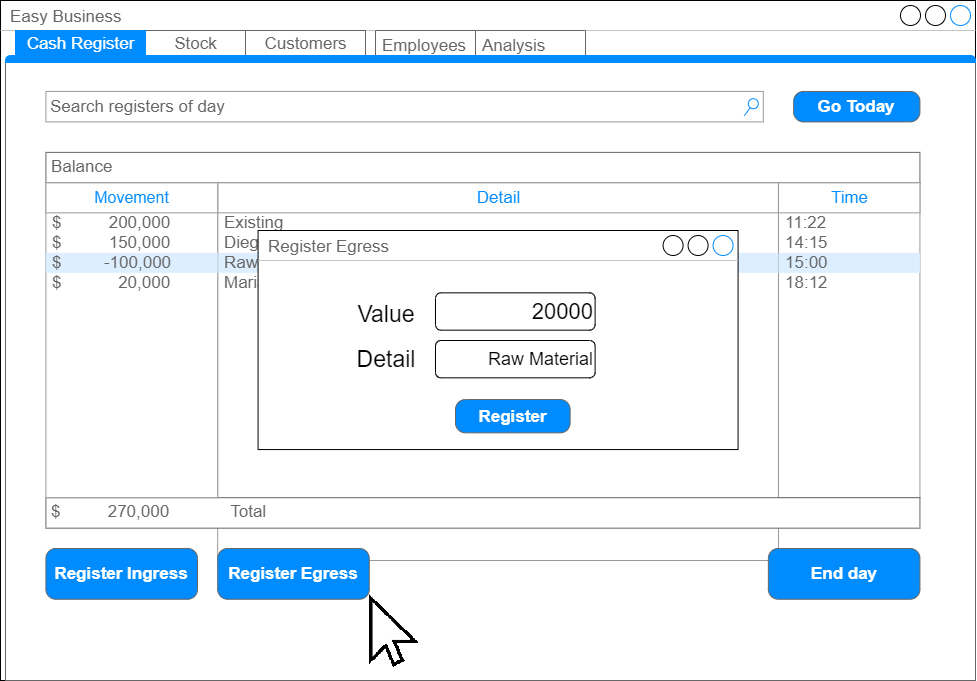 Easy Business
Cash Register Stock Customers Employees Analysis
Search registers of day Go Today
Balance
Movement Detail Time
$ 200,000 Existing 11:22
$ 150,000 Dieg 14:15
$ -100,000 Raw 15:00
$ 20,000 Mari 18:12
Register Egress
Value 20000
Detail Raw Material
Register
$ 270,000 Total
Register Ingress Register Egress End day